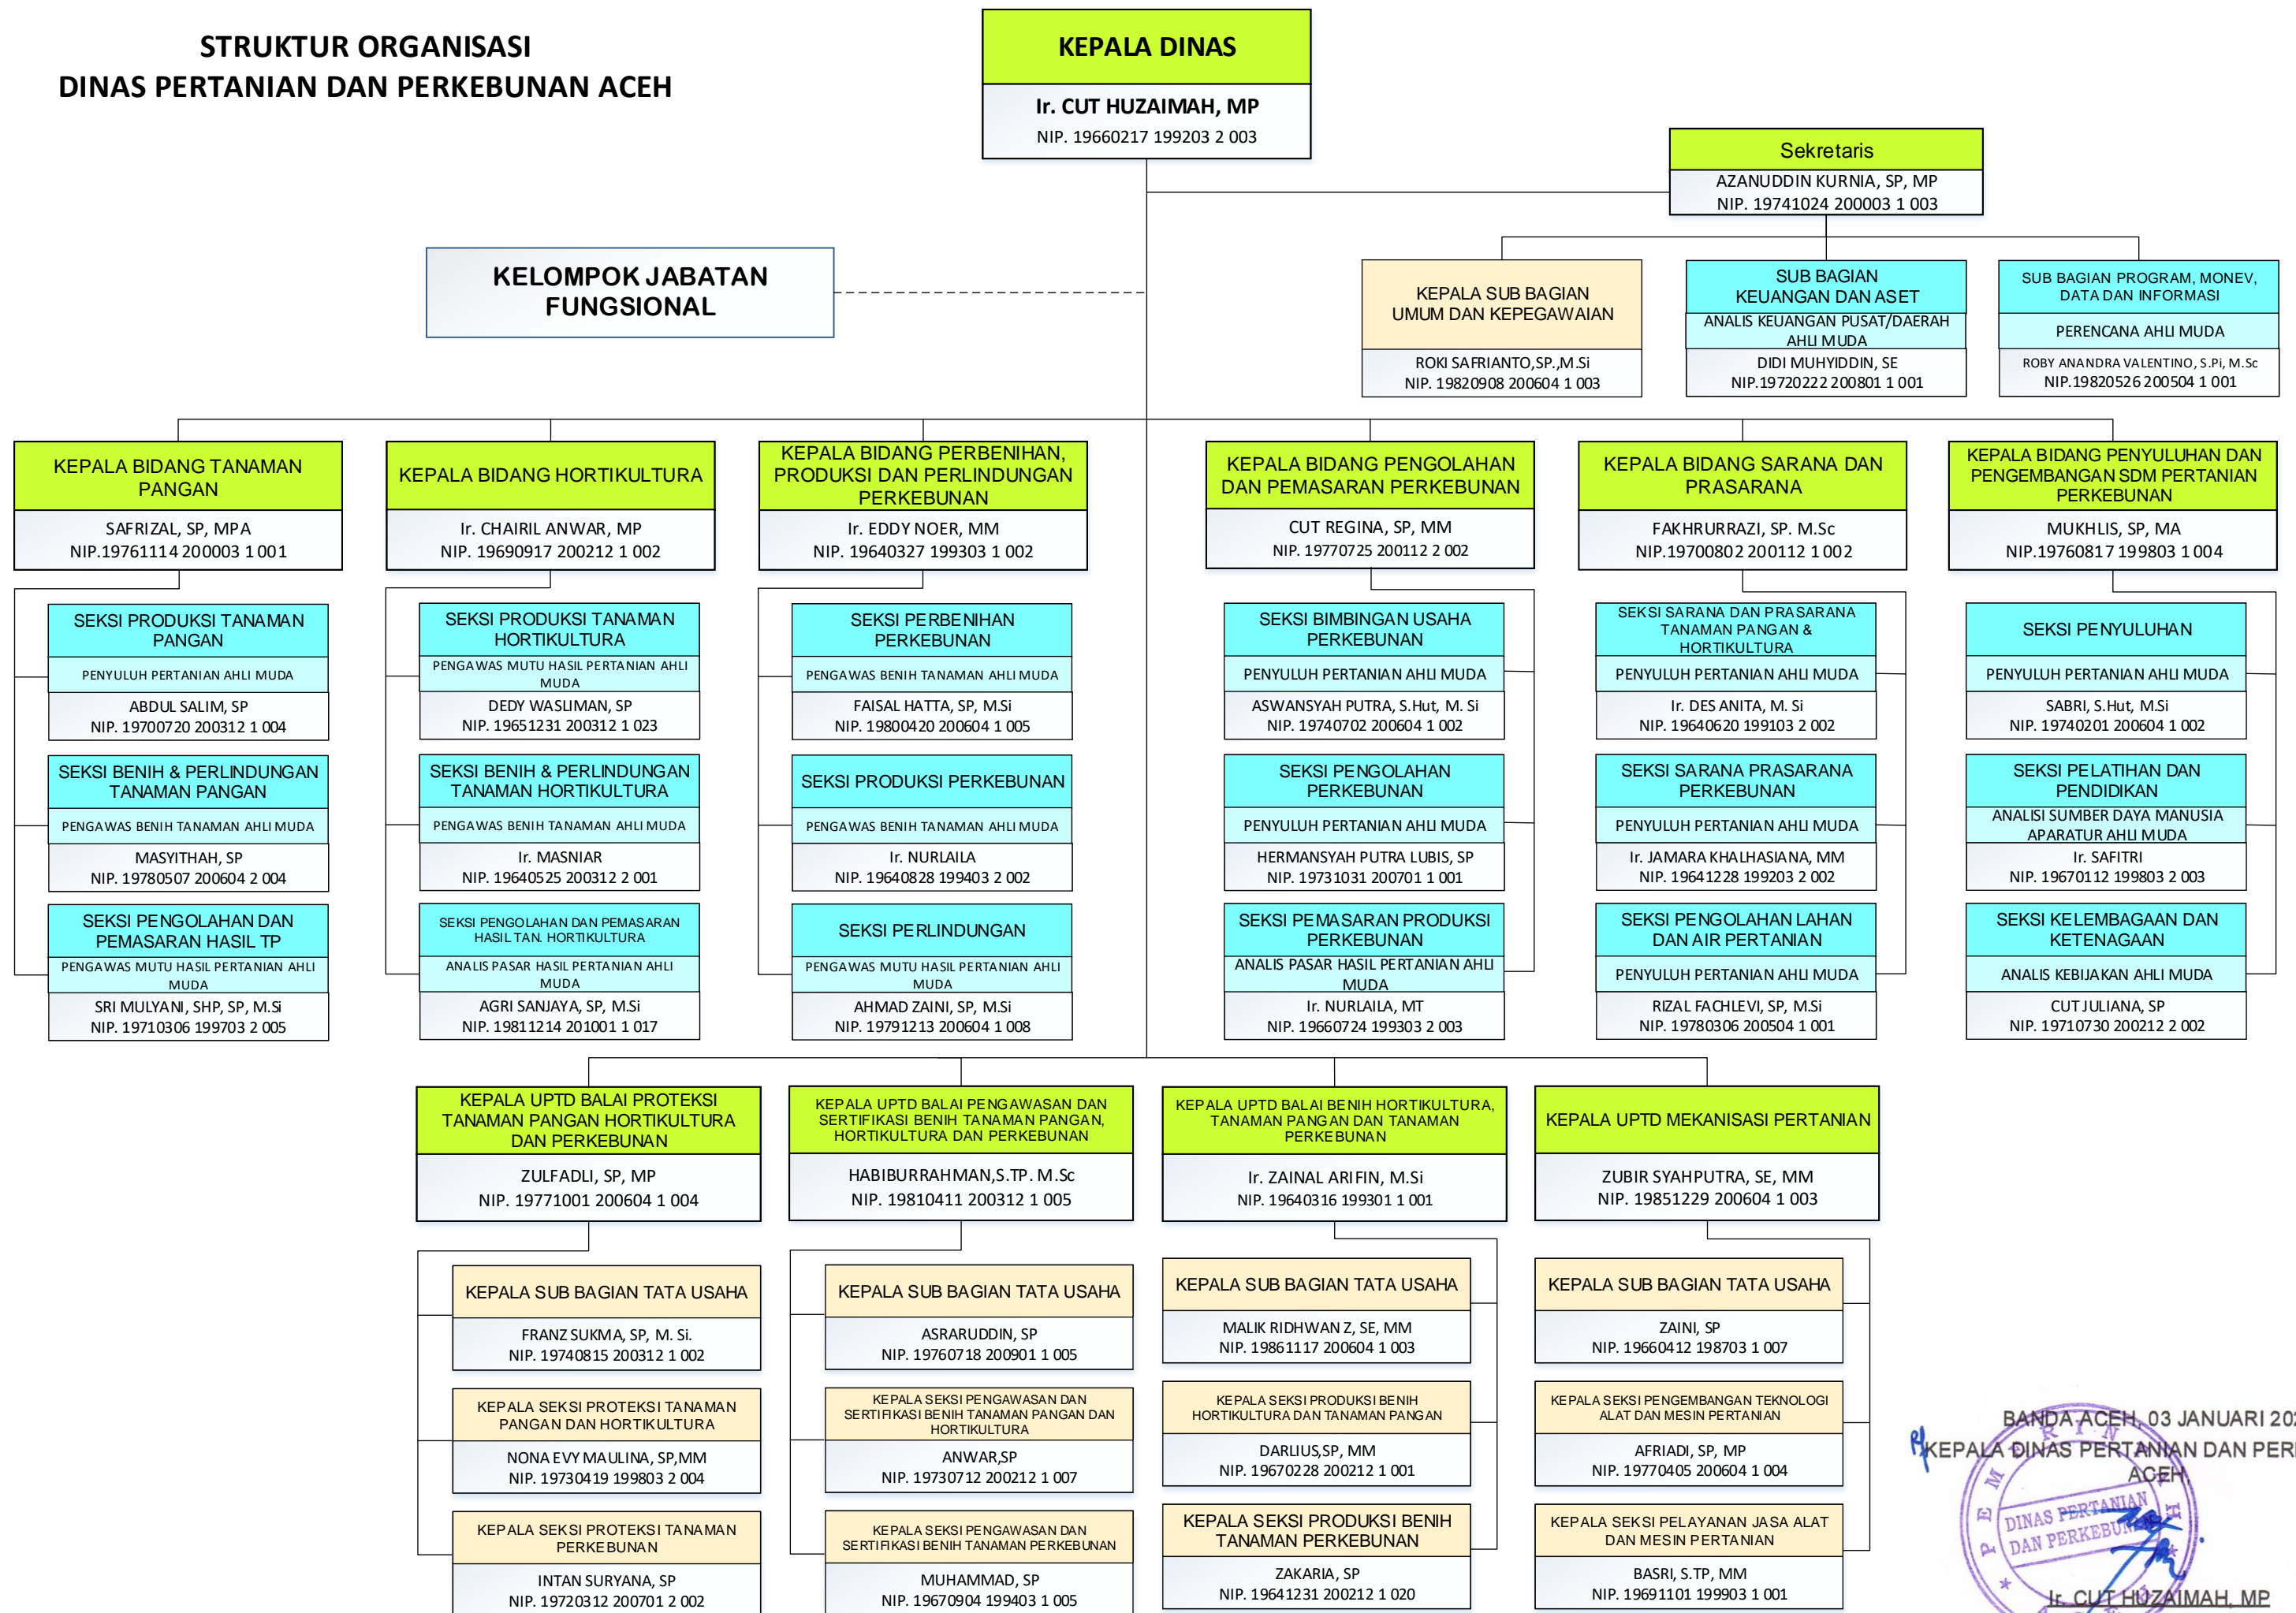 STRUKTUR ORGANISASI
DINAS PERTANIAN DAN PERKEBUNAN ACEH
KEPALA DINAS
Ir. CUT HUZAIMAH, MP
NIP. 19660217 199203 2 003
Sekretaris
AZANUDDIN KURNIA, SP, MP
NIP. 19741024 200003 1 003
KELOMPOK JABATAN
FUNGSIONAL
KEPALA SUB BAGIAN
UMUM DAN KEPEGAWAIAN
ROKI SAFRIANTO,SP.,M.Si
NIP. 19820908 200604 1 003
SUB BAGIAN
KEUANGAN DAN ASET
ANALIS KEUANGAN PUSAT/DAERAH
AHLI MUDA
DIDI MUHYIDDIN, SE
NIP.19720222 200801 1 001
SUB BAGIAN PROGRAM, MONEV,
DATA DAN INFORMASI
PERENCANA AHLI MUDA
ROBY ANANDRA VALENTINO, S.Pi, M.Sc
NIP.19820526 200504 1 001
KEPALA BIDANG TANAMAN
PANGAN
SAFRIZAL, SP, MPA
NIP.19761114 200003 1 001
SEKSI PRODUKSI TANAMAN
PANGAN
PENYULUH PERTANIAN AHLI MUDA
ABDUL SALIM, SP
NIP. 19700720 200312 1 004
SEKSI BENIH & PERLINDUNGAN
TANAMAN PANGAN
PENGAWAS BENIH TANAMAN AHLI MUDA
MASYITHAH, SP
NIP. 19780507 200604 2 004
SEKSI PENGOLAHAN DAN
PEMASARAN HASIL TP
PENGAWAS MUTU HASIL PERTANIAN AHLI
MUDA
SRI MULYANI, SHP, SP, M.Si
NIP. 19710306 199703 2 005
KEPALA BIDANG HORTIKULTURA
Ir. CHAIRIL ANWAR, MP
NIP. 19690917 200212 1 002
SEKSI PRODUKSI TANAMAN
HORTIKULTURA
PENGAWAS MUTU HASIL PERTANIAN AHLI
MUDA
DEDY WASLIMAN, SP
NIP. 19651231 200312 1 023
SEKSI BENIH & PERLINDUNGAN
TANAMAN HORTIKULTURA
PENGAWAS BENIH TANAMAN AHLI MUDA
Ir. MASNIAR
NIP. 19640525 200312 2 001
SEKSI PENGOLAHAN DAN PEMASARAN
HASIL TAN. HORTIKULTURA
ANALIS PASAR HASIL PERTANIAN AHLI
MUDA
AGRI SANJAYA, SP, M.Si
NIP. 19811214 201001 1 017
KEPALA BIDANG PERBENIHAN,
PRODUKSI DAN PERLINDUNGAN
PERKEBUNAN
Ir. EDDY NOER, MM
NIP. 19640327 199303 1 002
SEKSI PERBENIHAN
PERKEBUNAN
PENGAWAS BENIH TANAMAN AHLI MUDA
FAISAL HATTA, SP, M.Si
NIP. 19800420 200604 1 005
SEKSI PRODUKSI PERKEBUNAN
PENGAWAS BENIH TANAMAN AHLI MUDA
Ir. NURLAILA
NIP. 19640828 199403 2 002
SEKSI PERLINDUNGAN
PENGAWAS MUTU HASIL PERTANIAN AHLI
MUDA
AHMAD ZAINI, SP, M.Si
NIP. 19791213 200604 1 008
KEPALA BIDANG PENGOLAHAN
DAN PEMASARAN PERKEBUNAN
CUT REGINA, SP, MM
NIP. 19770725 200112 2 002
SEKSI BIMBINGAN USAHA
PERKEBUNAN
PENYULUH PERTANIAN AHLI MUDA
ASWANSYAH PUTRA, S.Hut, M. Si
NIP. 19740702 200604 1 002
SEKSI PENGOLAHAN
PERKEBUNAN
PENYULUH PERTANIAN AHLI MUDA
HERMANSYAH PUTRA LUBIS, SP
NIP. 19731031 200701 1 001
SEKSI PEMASARAN PRODUKSI
PERKEBUNAN
ANALIS PASAR HASIL PERTANIAN AHLI
MUDA
Ir. NURLAILA, MT
NIP. 19660724 199303 2 003
KEPALA BIDANG SARANA DAN
PRASARANA
FAKHRURRAZI, SP. M.Sc
NIP.19700802 200112 1 002
SEKSI SARANA DAN PRASARANA
TANAMAN PANGAN &
HORTIKULTURA
PENYULUH PERTANIAN AHLI MUDA
Ir. DES ANITA, M. Si
NIP. 19640620 199103 2 002
SEKSI SARANA PRASARANA
PERKEBUNAN
PENYULUH PERTANIAN AHLI MUDA
Ir. JAMARA KHALHASIANA, MM
NIP. 19641228 199203 2 002
SEKSI PENGOLAHAN LAHAN
DAN AIR PERTANIAN
PENYULUH PERTANIAN AHLI MUDA
RIZAL FACHLEVI, SP, M.Si
NIP. 19780306 200504 1 001
KEPALA BIDANG PENYULUHAN DAN
PENGEMBANGAN SDM PERTANIAN
PERKEBUNAN
MUKHLIS, SP, MA
NIP.19760817 199803 1 004
SEKSI PENYULUHAN
PENYULUH PERTANIAN AHLI MUDA
SABRI, S.Hut, M.Si
NIP. 19740201 200604 1 002
SEKSI PELATIHAN DAN
PENDIDIKAN
ANALISI SUMBER DAYA MANUSIA
APARATUR AHLI MUDA
Ir. SAFITRI
NIP. 19670112 199803 2 003
SEKSI KELEMBAGAAN DAN
KETENAGAAN
ANALIS KEBIJAKAN AHLI MUDA
CUT JULIANA, SP
NIP. 19710730 200212 2 002
KEPALA UPTD BALAI PROTEKSI
TANAMAN PANGAN HORTIKULTURA
DAN PERKEBUNAN
ZULFADLI, SP, MP
NIP. 19771001 200604 1 004
KEPALA SUB BAGIAN TATA USAHA
FRANZ SUKMA, SP, M. Si.
NIP. 19740815 200312 1 002
KEPALA SEKSI PROTEKSI TANAMAN
PANGAN DAN HORTIKULTURA
NONA EVY MAULINA, SP,MM
NIP. 19730419 199803 2 004
KEPALA SEKSI PROTEKSI TANAMAN
PERKEBUNAN
INTAN SURYANA, SP
NIP. 19720312 200701 2 002
KEPALA UPTD BALAI PENGAWASAN DAN
SERTIFIKASI BENIH TANAMAN PANGAN,
HORTIKULTURA DAN PERKEBUNAN
HABIBURRAHMAN,S.TP. M.Sc
NIP. 19810411 200312 1 005
KEPALA SUB BAGIAN TATA USAHA
ASRARUDDIN, SP
NIP. 19760718 200901 1 005
KEPALA SEKSI PENGAWASAN DAN
SERTIFIKASI BENIH TANAMAN PANGAN DAN
HORTIKULTURA
ANWAR,SP
NIP. 19730712 200212 1 007
KEPALA SEKSI PENGAWASAN DAN
SERTIFIKASI BENIH TANAMAN PERKEBUNAN
MUHAMMAD, SP
NIP. 19670904 199403 1 005
KEPALA UPTD BALAI BENIH HORTIKULTURA,
TANAMAN PANGAN DAN TANAMAN
PERKEBUNAN
Ir. ZAINAL ARIFIN, M.Si
NIP. 19640316 199301 1 001
KEPALA SUB BAGIAN TATA USAHA
MALIK RIDHWAN Z, SE, MM
NIP. 19861117 200604 1 003
KEPALA SEKSI PRODUKSI BENIH
HORTIKULTURA DAN TANAMAN PANGAN
DARLIUS,SP, MM
NIP. 19670228 200212 1 001
KEPALA SEKSI PRODUKSI BENIH
TANAMAN PERKEBUNAN
ZAKARIA, SP
NIP. 19641231 200212 1 020
KEPALA UPTD MEKANISASI PERTANIAN
ZUBIR SYAHPUTRA, SE, MM
NIP. 19851229 200604 1 003
KEPALA SUB BAGIAN TATA USAHA
ZAINI, SP
NIP. 19660412 198703 1 007
KEPALA SEKSI PENGEMBANGAN TEKNOLOGI
ALAT DAN MESIN PERTANIAN
AFRIADI, SP, MP
NIP. 19770405 200604 1 004
KEPALA SEKSI PELAYANAN JASA ALAT
DAN MESIN PERTANIAN
BASRI, S.TP, MM
NIP. 19691101 199903 1 001
BANDA ACEH, 03 JANUARI 202
KEPALA DINAS PERTANIAN DAN PER
ACEH,
DINAS PERTANIAN
DAN PERKEBUNAN
Ir. CUT HUZAIMAH, MP